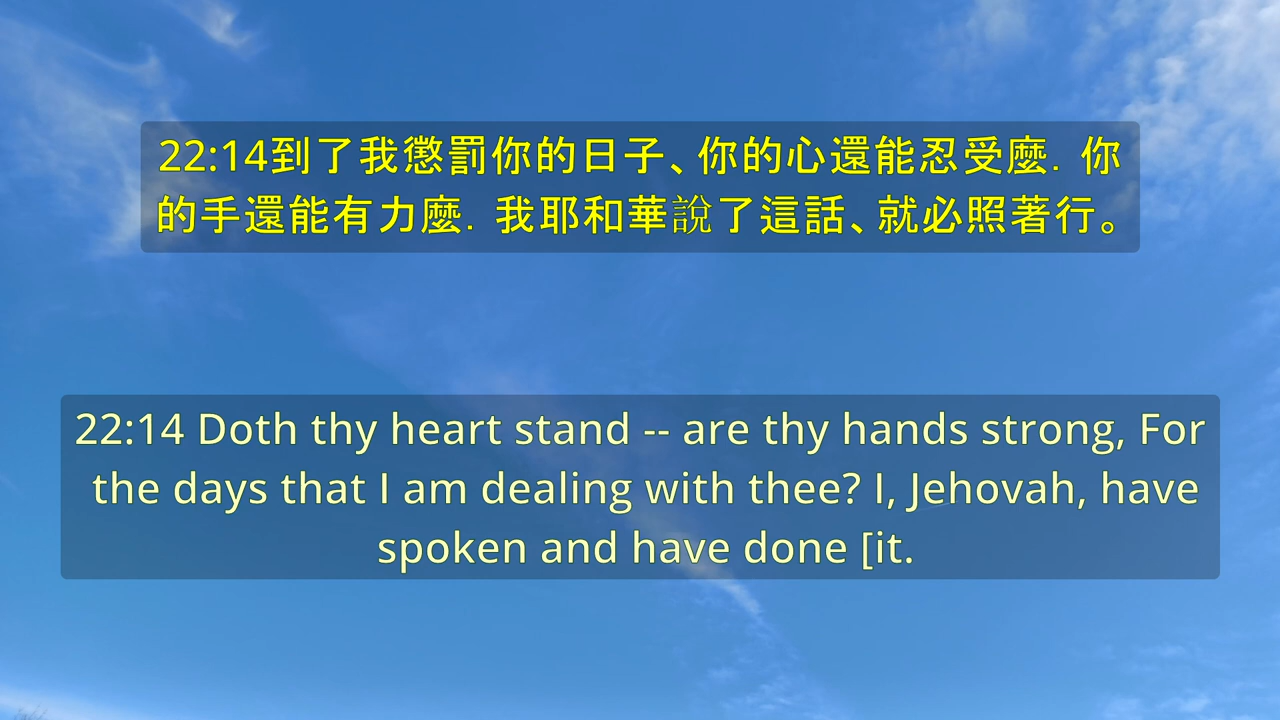 22:14到了我懲罰你的日子、你的心還能忍受麼．你
的手還能有力麼．我耶和華說了這話、就必照著行。
22:14 Doth thy heart stand -- are thy hands strong, For
the days that I am dealing with thee? I, Jehovah, have
spoken and have done [it.